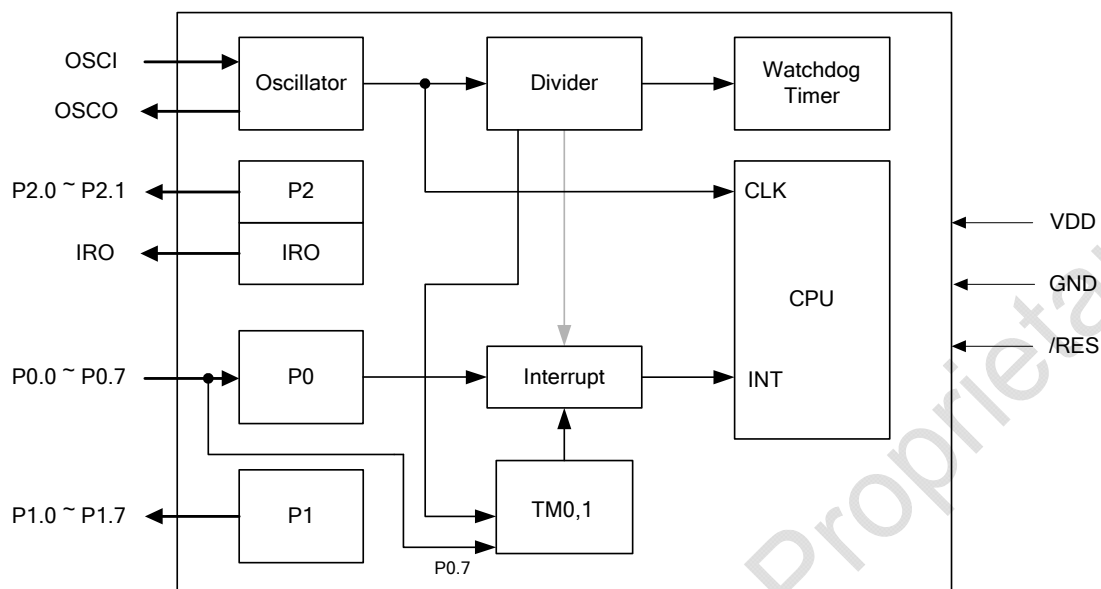 OSCI
OSCO
Oscillator
Divider
Watchdog
Timer
P2.0 ~ P2.1
P2
CLK
IRO
IRO
CPU
VDD
GND
/RES
P0.0 ~ P0.7
P0
Interrupt
INT
P1.0 ~ P1.7
P1
TM0,1
P0.7